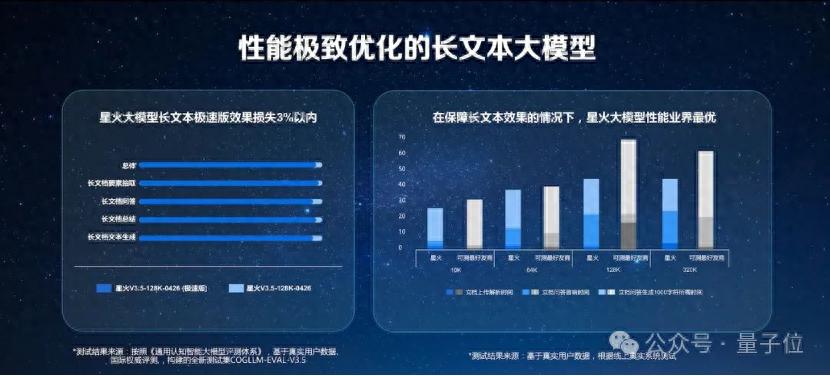 性能极致优化的长文本大模型
星火大模型长文本极速版效果损失3%以内
总体
长文档要素抽取
长文档问答
长文档总结
长文档文本生成
星火V3.5-128K-0426 (极速版)
星火V3.5-128K-0426
*测试结果来源：按照《通用认知智能大模型评测体系》，基于真实用户数据、
国际权威评测，构建的全新测试集COGLLM-EVAL-V3.5
在保障长文本效果的情况下，星火大模型性能业界最优
70
60
50
40
30
20
10
0
星火
可测最好友商
星火
可测最好友商
星火
可测最好友商
星火
可测最好友商
10K
64K
128K
320K
文档上传解析时间
文档问答首响时间
文档问答生成1000字符所需时间
*测试结果来源：基于真实用户数据，根据线上真实系统测试
公众号·量子位